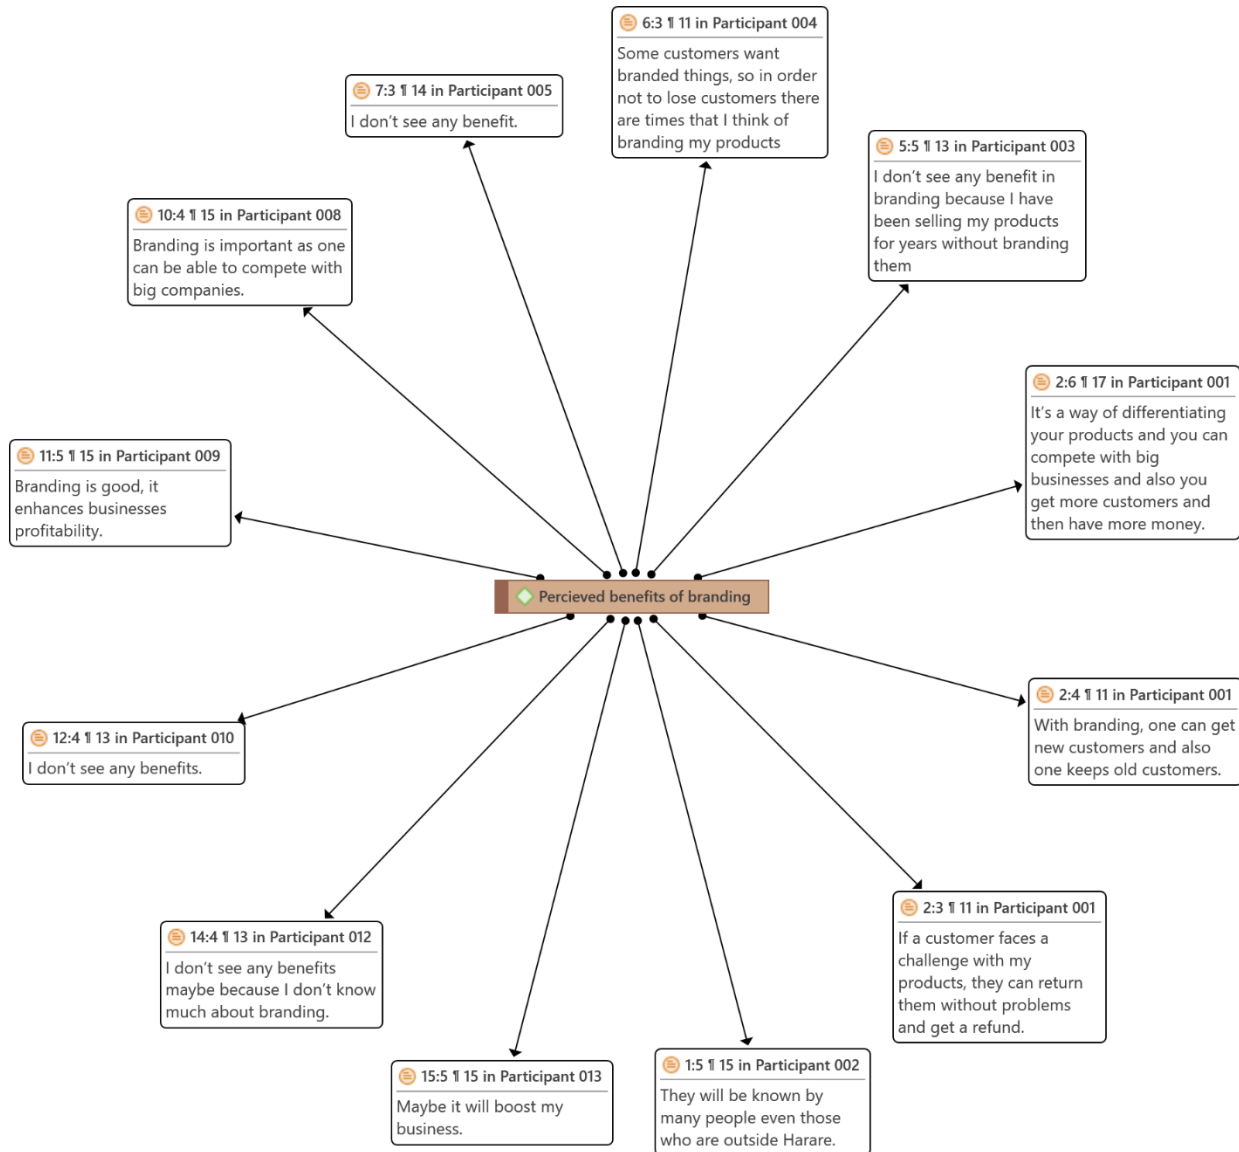 6:3 ¶ 11 in Participant 004
Some customers want
branded things, so in order
not to lose customers there
are times that I think of
branding my products
7:3 ¶ 14 in Participant 005
I don't see any benefit.
5:5 ¶ 13 in Participant 003
I don't see any benefit in
branding because I have
been selling my products
for years without branding
them
10:4 ¶ 15 in Participant 008
Branding is important as one
can be able to compete with
big companies.
2:6 ¶ 17 in Participant 001
It's a way of differentiating
your products and you can
compete with big
businesses and also you
get more customers and
then have more money.
11:5 ¶ 15 in Participant 009
Branding is good, it
enhances businesses
profitability.
Percieved benefits of branding
2:4 ¶ 11 in Participant 001
With branding, one can get
new customers and also
one keeps old customers.
12:4 ¶ 13 in Participant 010
I don't see any benefits.
2:3 ¶ 11 in Participant 001
If a customer faces a
challenge with my
products, they can return
them without problems
and get a refund.
14:4 ¶ 13 in Participant 012
I don't see any benefits
maybe because I don't know
much about branding.
1:5 ¶ 15 in Participant 002
They will be known by
many people even those
who are outside Harare.
15:5 ¶ 15 in Participant 013
Maybe it will boost my
business.